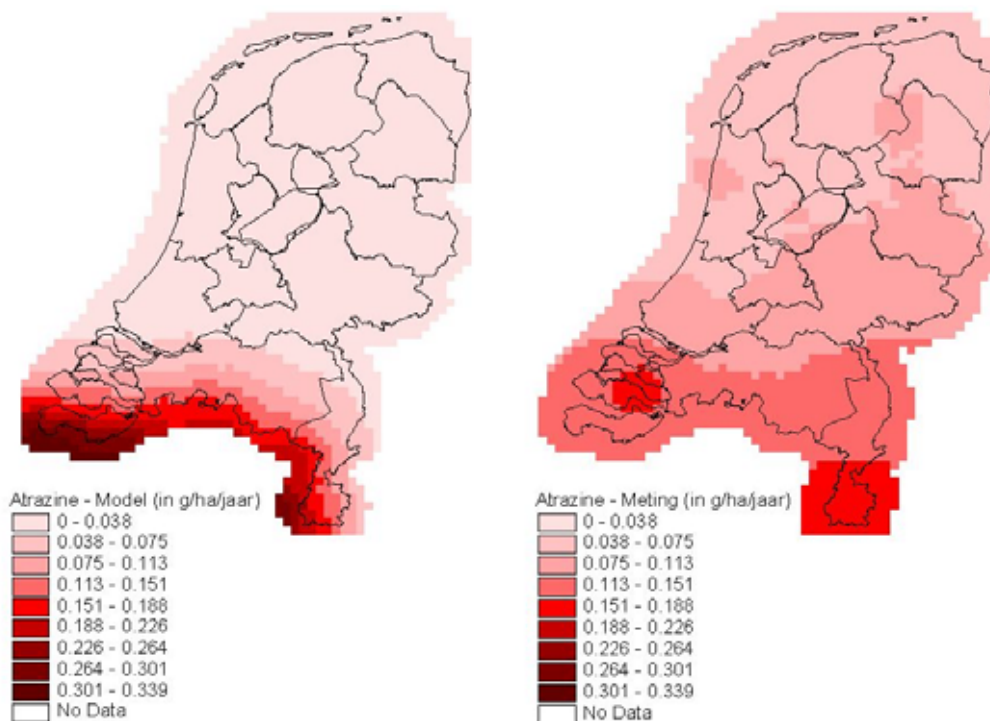 Atrazine - Model (in g/ha/jaar)
0 - 0.038
0.038 - 0.075
0.075 - 0.113
0.113 - 0.151
0.151 - 0.188
0.188 - 0.226
0.226 - 0.264
0.264 - 0.301
0.301 - 0.339
No Data
Atrazine - Meting (in g/ha/jaar)
0 - 0.038
0.038 - 0.075
0.075 - 0.113
0.113 - 0.151
0.151 - 0.188
0.188 - 0.226
0.226 - 0.264
0.264 - 0.301
0.301 - 0.339
No Data